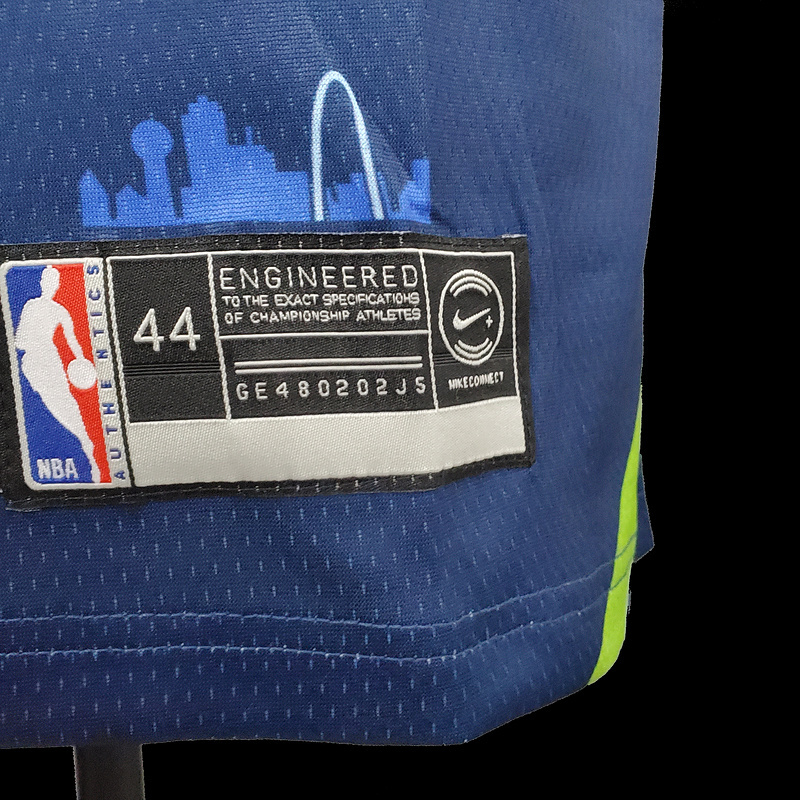 NBA
AUTHENTICS
44
ENGINEERED
TO THE EXACT SPECIFICATIONS
OF CHAMPIONSHIP ATHLETES
GE480202JS
NIKECONNECT